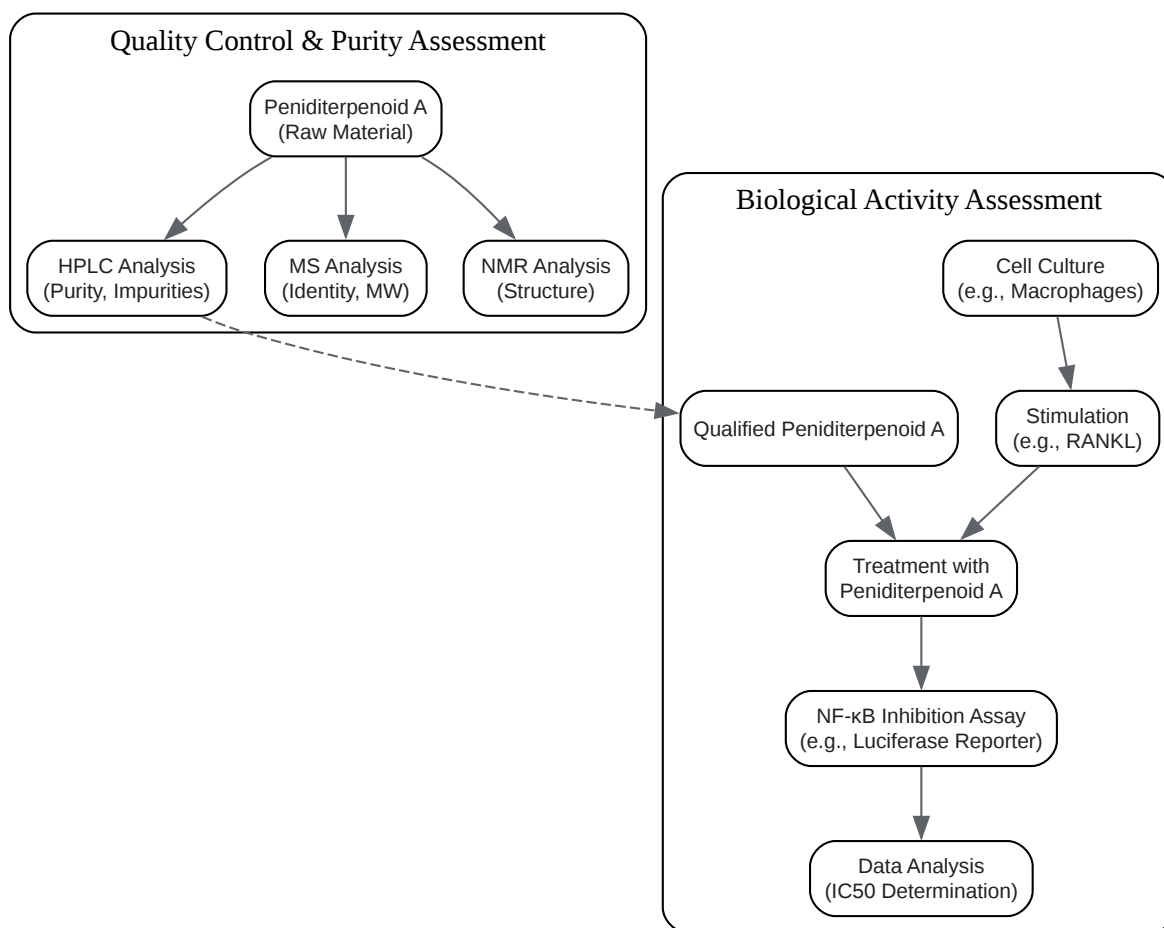 Quality Control & Purity Assessment
Peniditerpenoid A
(Raw Material)
HPLC Analysis
(Purity, Impurities)
MS Analysis
(Identity, MW)
NMR Analysis
(Structure)
Biological Activity Assessment
Cell Culture
(e.g., Macrophages)
Qualified Peniditerpenoid A
Stimulation
(e.g., RANKL)
Treatment with
Peniditerpenoid A
NF-κB Inhibition Assay
(e.g., Luciferase Reporter)
Data Analysis
(IC50 Determination)